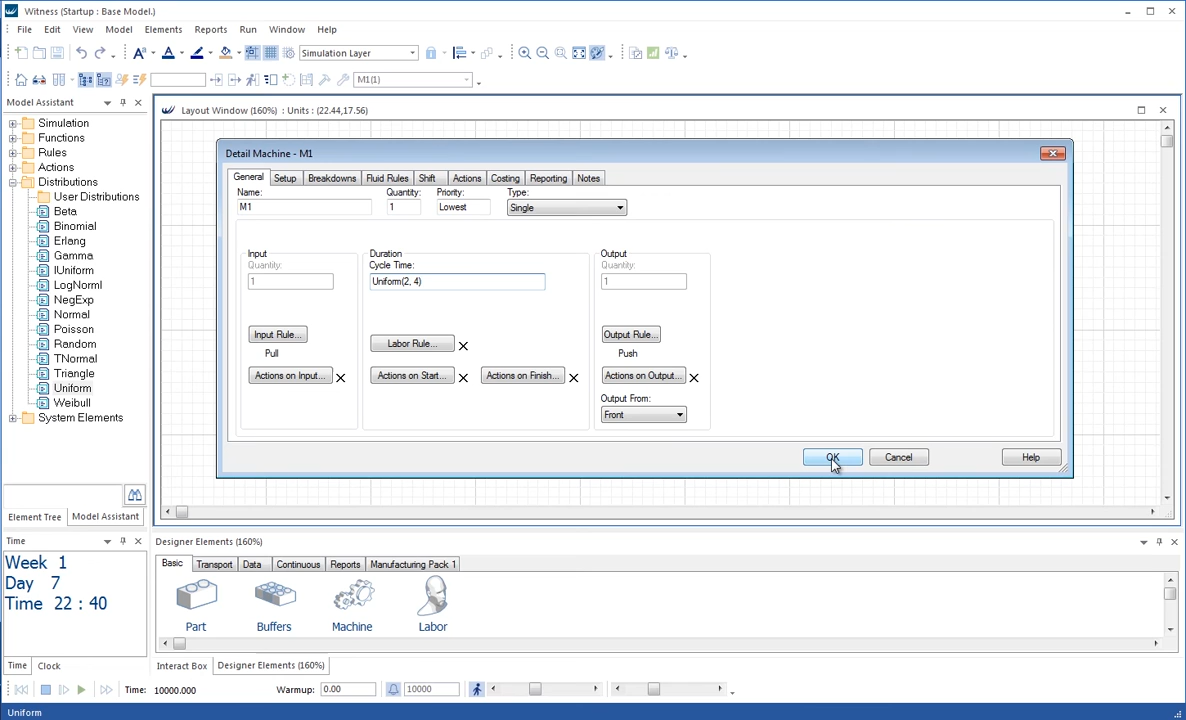 Witness (Startup : Base Model.)
File Edit View Model Elements Reports Run Window Help
Simulation Layer
M1(1)
Model Assistant
Layout Window (160%) : Units : (22.44,17.56)
Simulation
Functions
Rules
Actions
Distributions
User Distributions
Beta
Binomial
Erlang
Gamma
IUniform
LogNorml
NegExp
Normal
Poisson
Random
TNormal
Triangle
Uniform
Weibull
System Elements
Element Tree Model Assistant
Detail Machine - M1
General Setup Breakdowns Fluid Rules Shift Actions Costing Reporting Notes
Name: Quantity: Priority: Type:
M1 1 Lowest Single
Input Duration Output
Quantity: Cycle Time: Quantity:
1 Uniform(2, 4) 1
Input Rule... Output Rule...
Pull Labor Rule... Push
Actions on Input... Actions on Start... Actions on Finish... Actions on Output...
Output From:
Front
OK Cancel Help
Time
Week 1
Day 7
Time 22 : 40
Time Clock
Designer Elements (160%)
Basic Transport Data Continuous Reports Manufacturing Pack 1
Part Buffers Machine Labor
Interact Box Designer Elements (160%)
Time: 10000.000 Warmup: 0.00 10000
Uniform